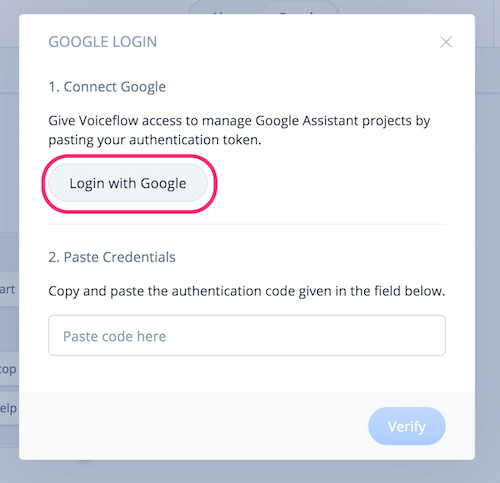 GOOGLE LOGIN
1. Connect Google
Give Voiceflow access to manage Google Assistant projects by
pasting your authentication token.
Login with Google
2. Paste Credentials
Copy and paste the authentication code given in the field below.
Paste code here
Verify